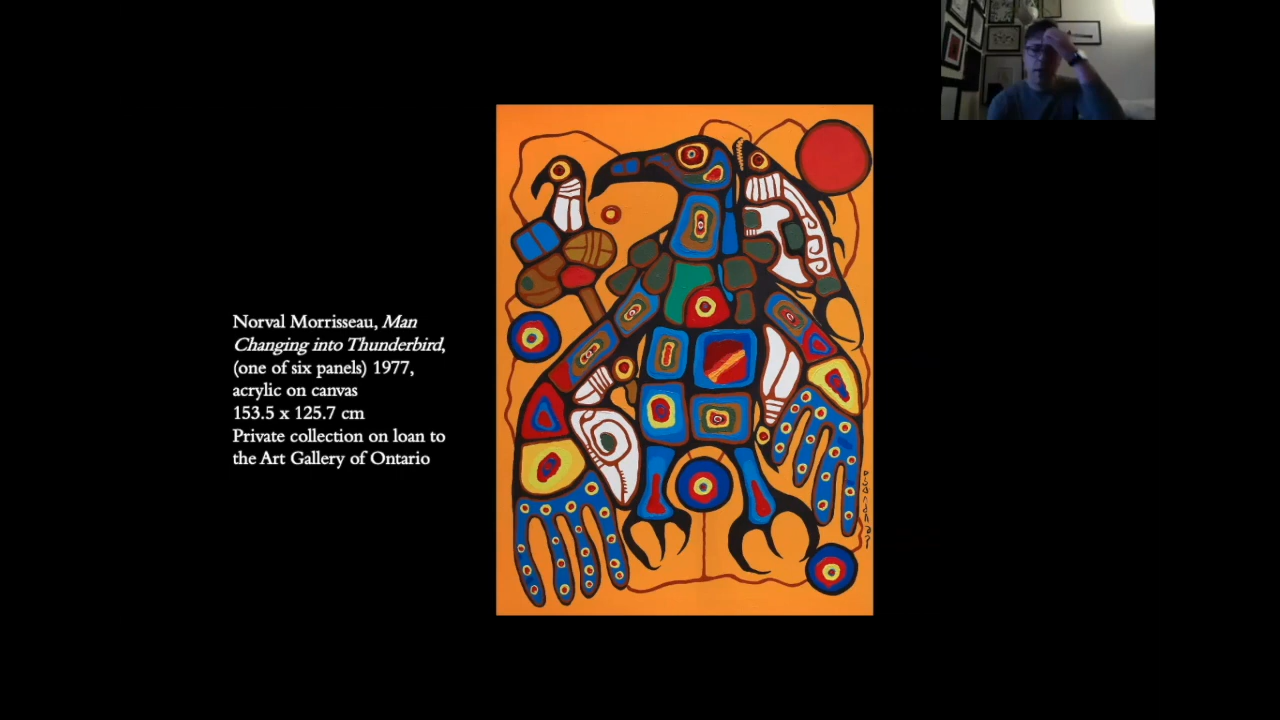 Norval Morrisseau, Man
Changing into Thunderbird,
(one of six panels) 1977,
acrylic on canvas
153.5 x 125.7 cm
Private collection on loan to
the Art Gallery of Ontario